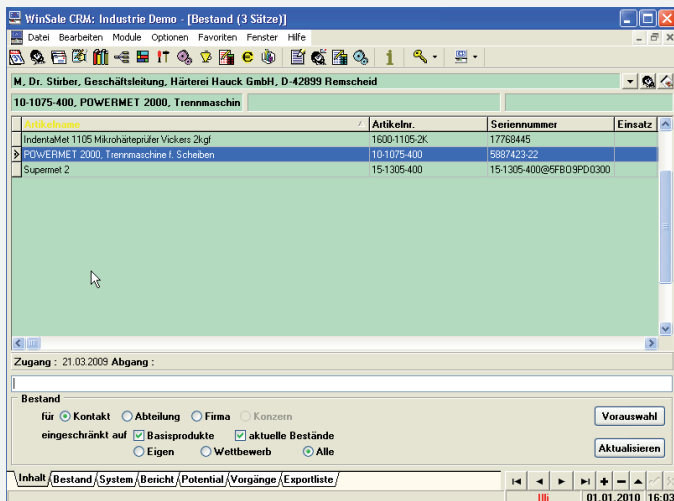 WinSale CRM: Industrie Demo - [Bestand (3 Sätze)]
Datei Bearbeiten Module Optionen Favoriten Fenster Hilfe
M, Dr. Stirber, Geschäftsleitung, Härterei Hauck GmbH, D-42899 Remscheid
10-1075-400, POWERMET 2000, Trennmaschin
Artikelname Artikelnr. Seriennummer Einsatz
IndentaMet 1105 Mikrohärteprüfer Vickers 2kgf 1600-1105-2K 17768445
POWERMET 2000, Trennmaschine f. Scheiben 10-1075-400 5887423-22
Supermet 2 15-1305-400 15-1305-400@5FBO9PD0300
Zugang : 21.03.2009 Abgang :
Bestand
für Kontakt Abteilung Firma Konzern Vorauswahl
eingeschränkt auf Basisprodukte aktuelle Bestände
Eigen Wettbewerb Alle Aktualisieren
Inhalt Bestand System Bericht Potential Vorgänge Exportliste
Uli 01.01.2010 16:03